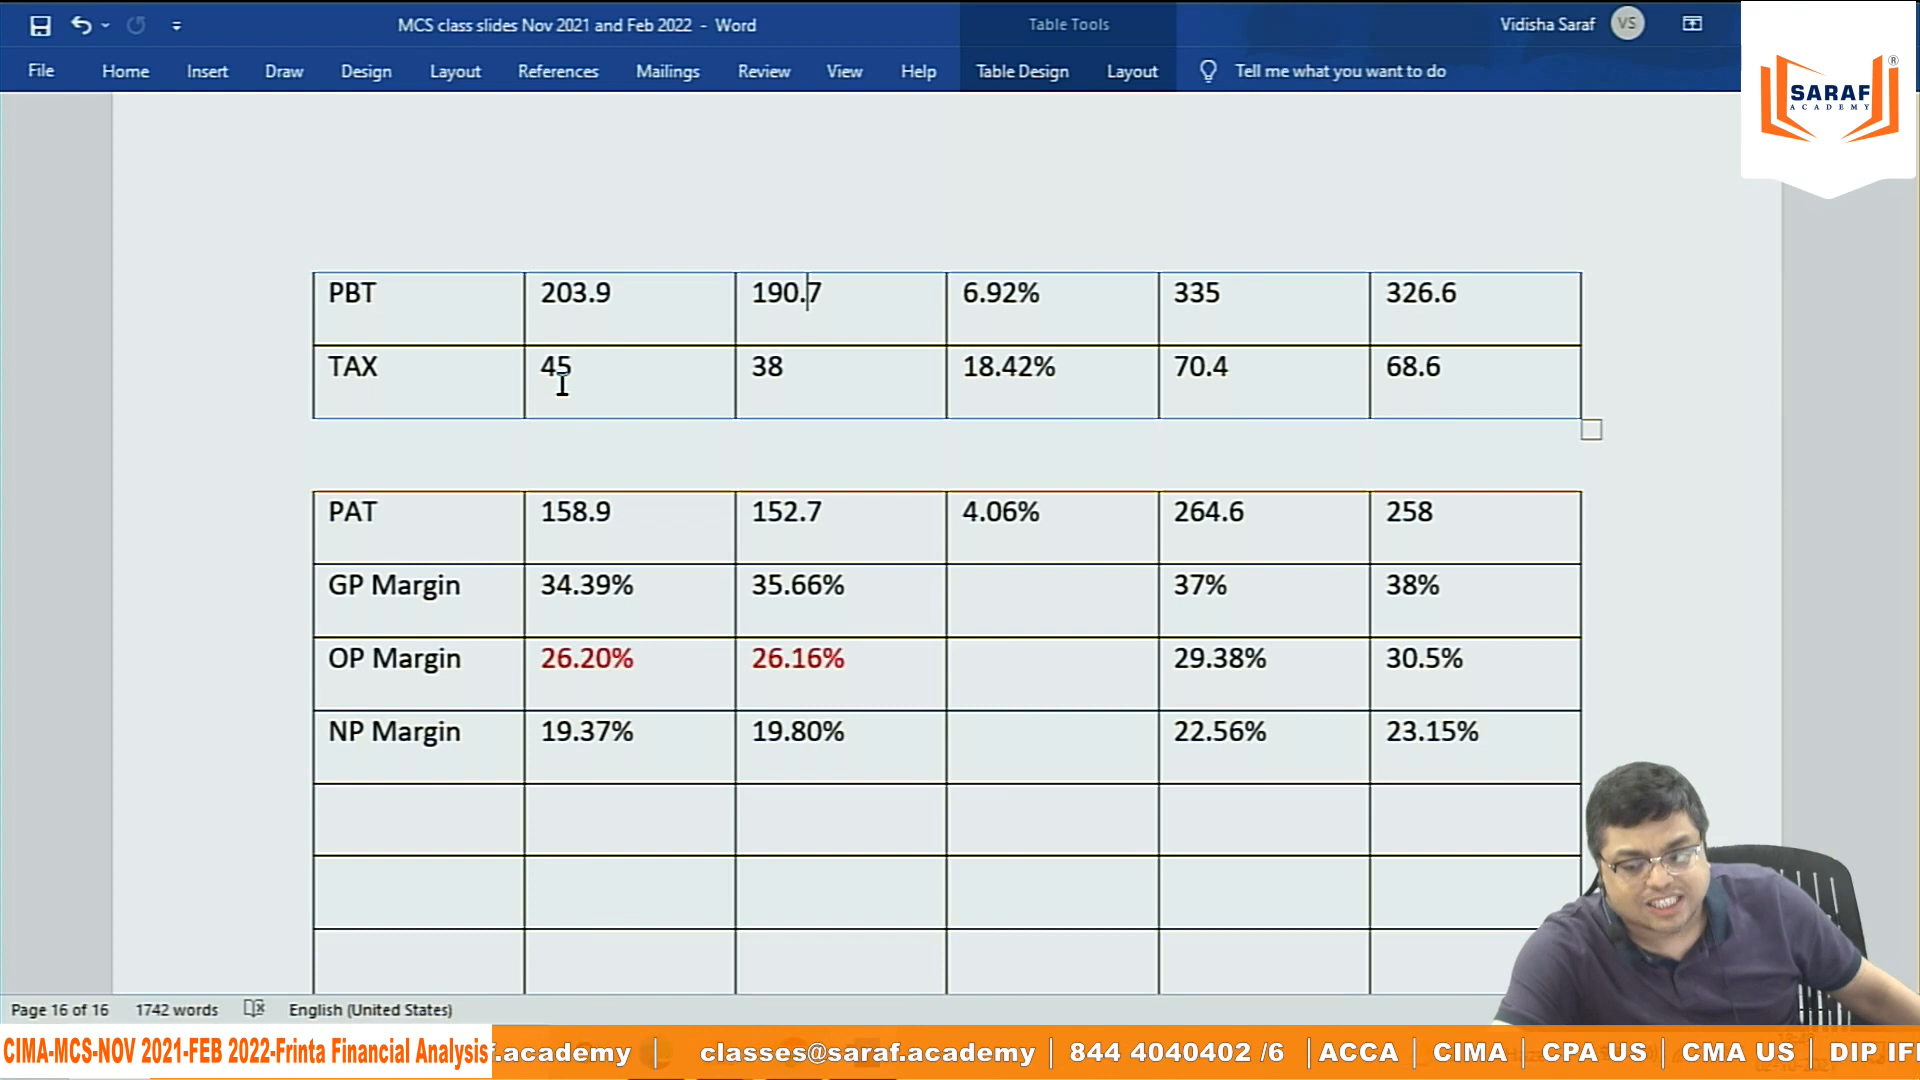 MCS class slides Nov 2021 and Feb 2022 - Word
Table Tools
Vidisha Saraf
VS
File
Home
Insert
Draw
Design
Layout
References
Mailings
Review
View
Help
Table Design
Layout
Tell me what you want to do
SARAF
ACADEMY
®
PBT 203.9 190.7 6.92% 335 326.6
TAX 45 38 18.42% 70.4 68.6
PAT 158.9 152.7 4.06% 264.6 258
GP Margin 34.39% 35.66% 37% 38%
OP Margin 26.20% 26.16% 29.38% 30.5%
NP Margin 19.37% 19.80% 22.56% 23.15%
Page 16 of 16 1742 words English (United States)
CIMA-MCS-NOV 2021-FEB 2022-Frinta Financial Analysis
f.academy | classes@saraf.academy | 844 4040402 /6 | ACCA | CIMA | CPA US | CMA US | DIP IF